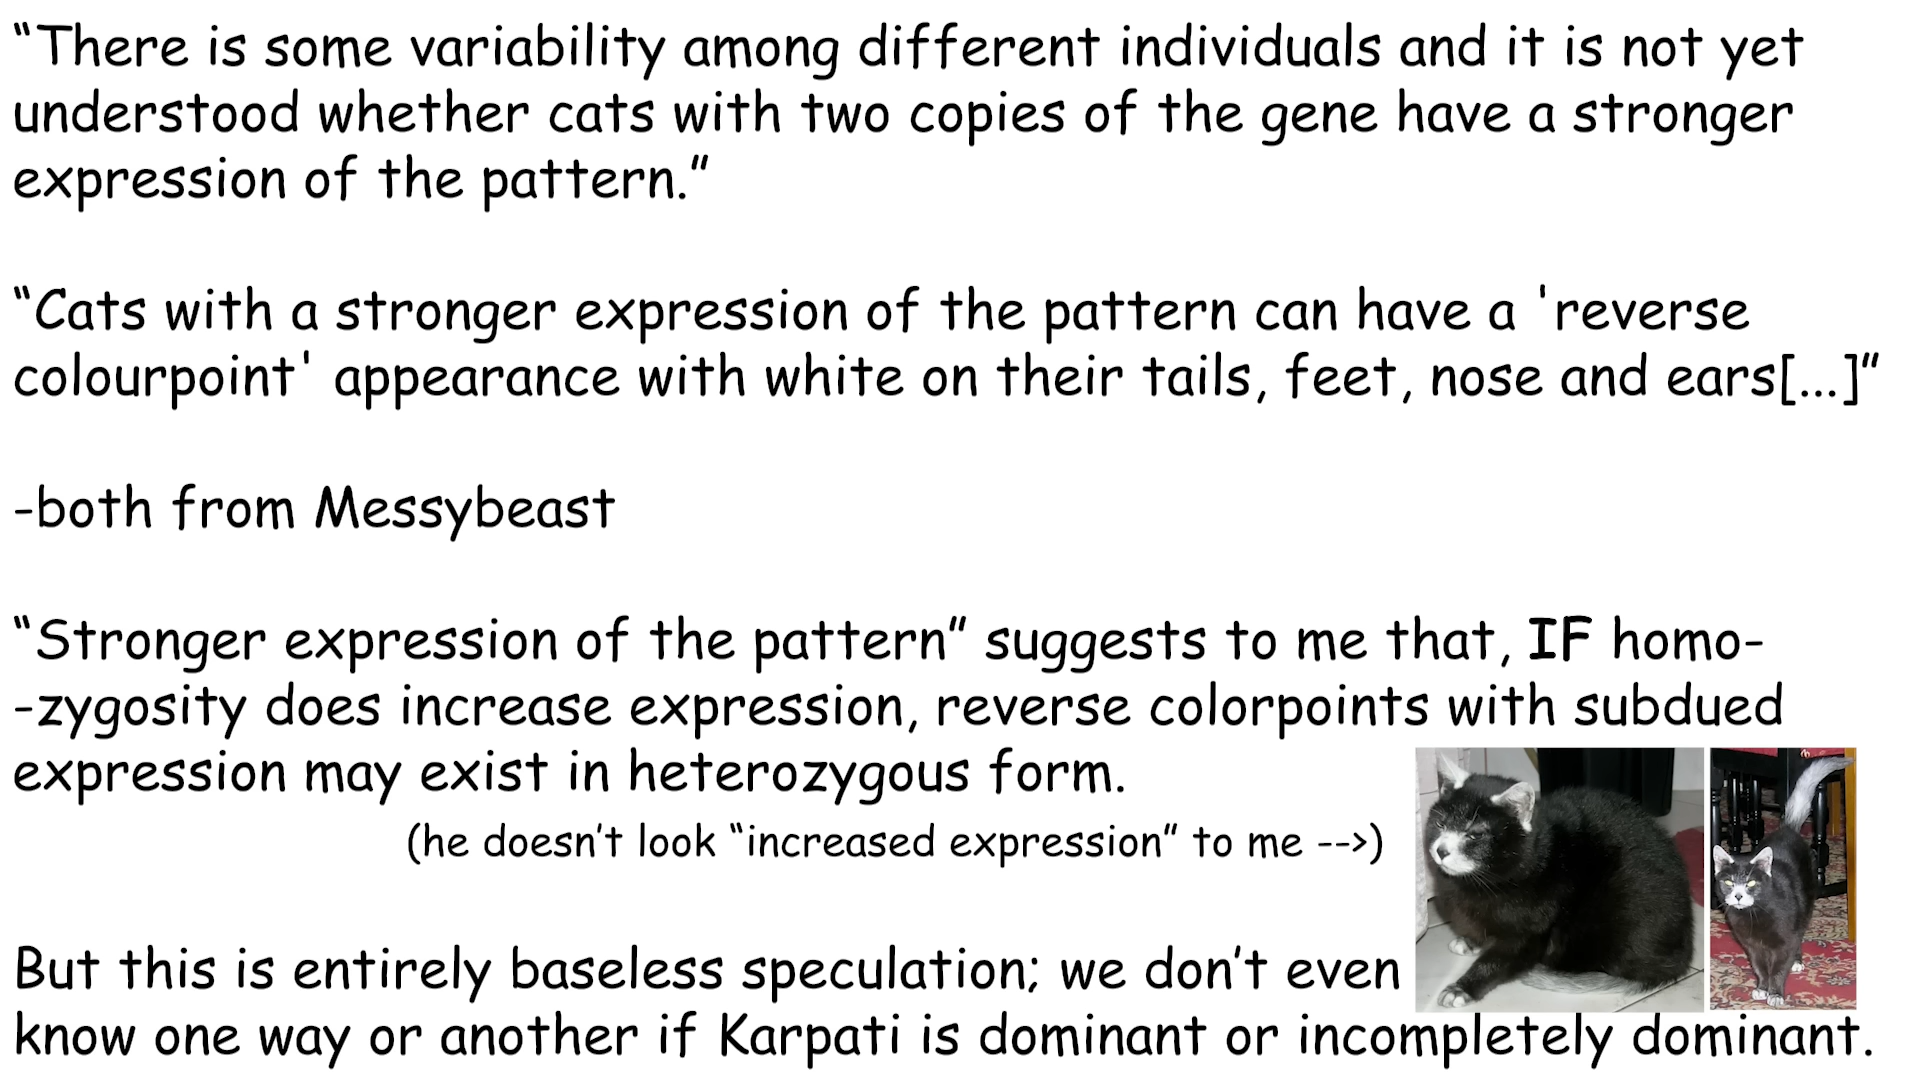 “There is some variability among different individuals and it is not yet
understood whether cats with two copies of the gene have a stronger
expression of the pattern.”
“Cats with a stronger expression of the pattern can have a 'reverse
colourpoint' appearance with white on their tails, feet, nose and ears[...]”
-both from Messybeast
“Stronger expression of the pattern” suggests to me that, IF homo-
-zygosity does increase expression, reverse colorpoints with subdued
expression may exist in heterozygous form.
(he doesn’t look “increased expression” to me -->)
But this is entirely baseless speculation; we don’t even
know one way or another if Karpati is dominant or incompletely dominant.